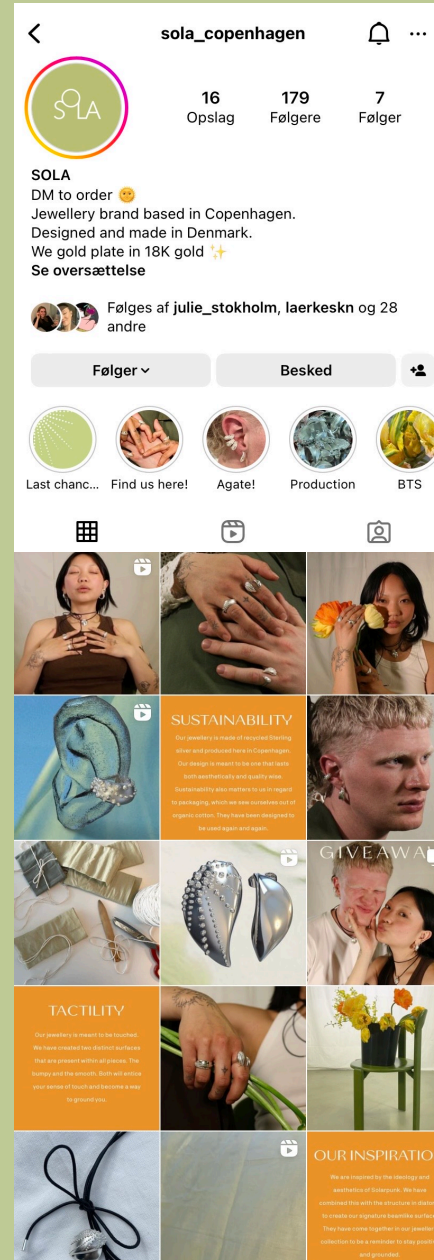 sola_copenhagen
SOLA
16 179 7
Opslag Følgere Følger
SOLA
DM to order
Jewellery brand based in Copenhagen.
Designed and made in Denmark.
We gold plate in 18K gold
Se oversættelse
Følges af julie_stokholm, laerkeskn og 28
andre
Følger
Besked
Last chanc... Find us here! Agate! Production BTS
SUSTAINABILITY
Our jewellery is made of recycled Sterling
silver and produced here in Copenhagen.
Our design is meant to be one that lasts
both aesthetically and quality wise.
Sustainability also matters to us in regard
to packaging, which we sew ourselves out of
organic cotton. They have been designed to
be used again and again.
GIVEAWA
TACTILITY
Our jewellery is meant to be touched.
We have created two distinct surfaces
that are present within all pieces. The
bumpy and the smooth. Both will entice
your sense of touch and become a way
to ground you.
OUR INSPIRATIO
We are inspired by the ideology and
aesthetics of Solarpunk. We have
combined this with the structure in diatom
to create our signature beamlike surface
They have come together in our jewellery
collection to be a reminder to stay positiv
and grounded.